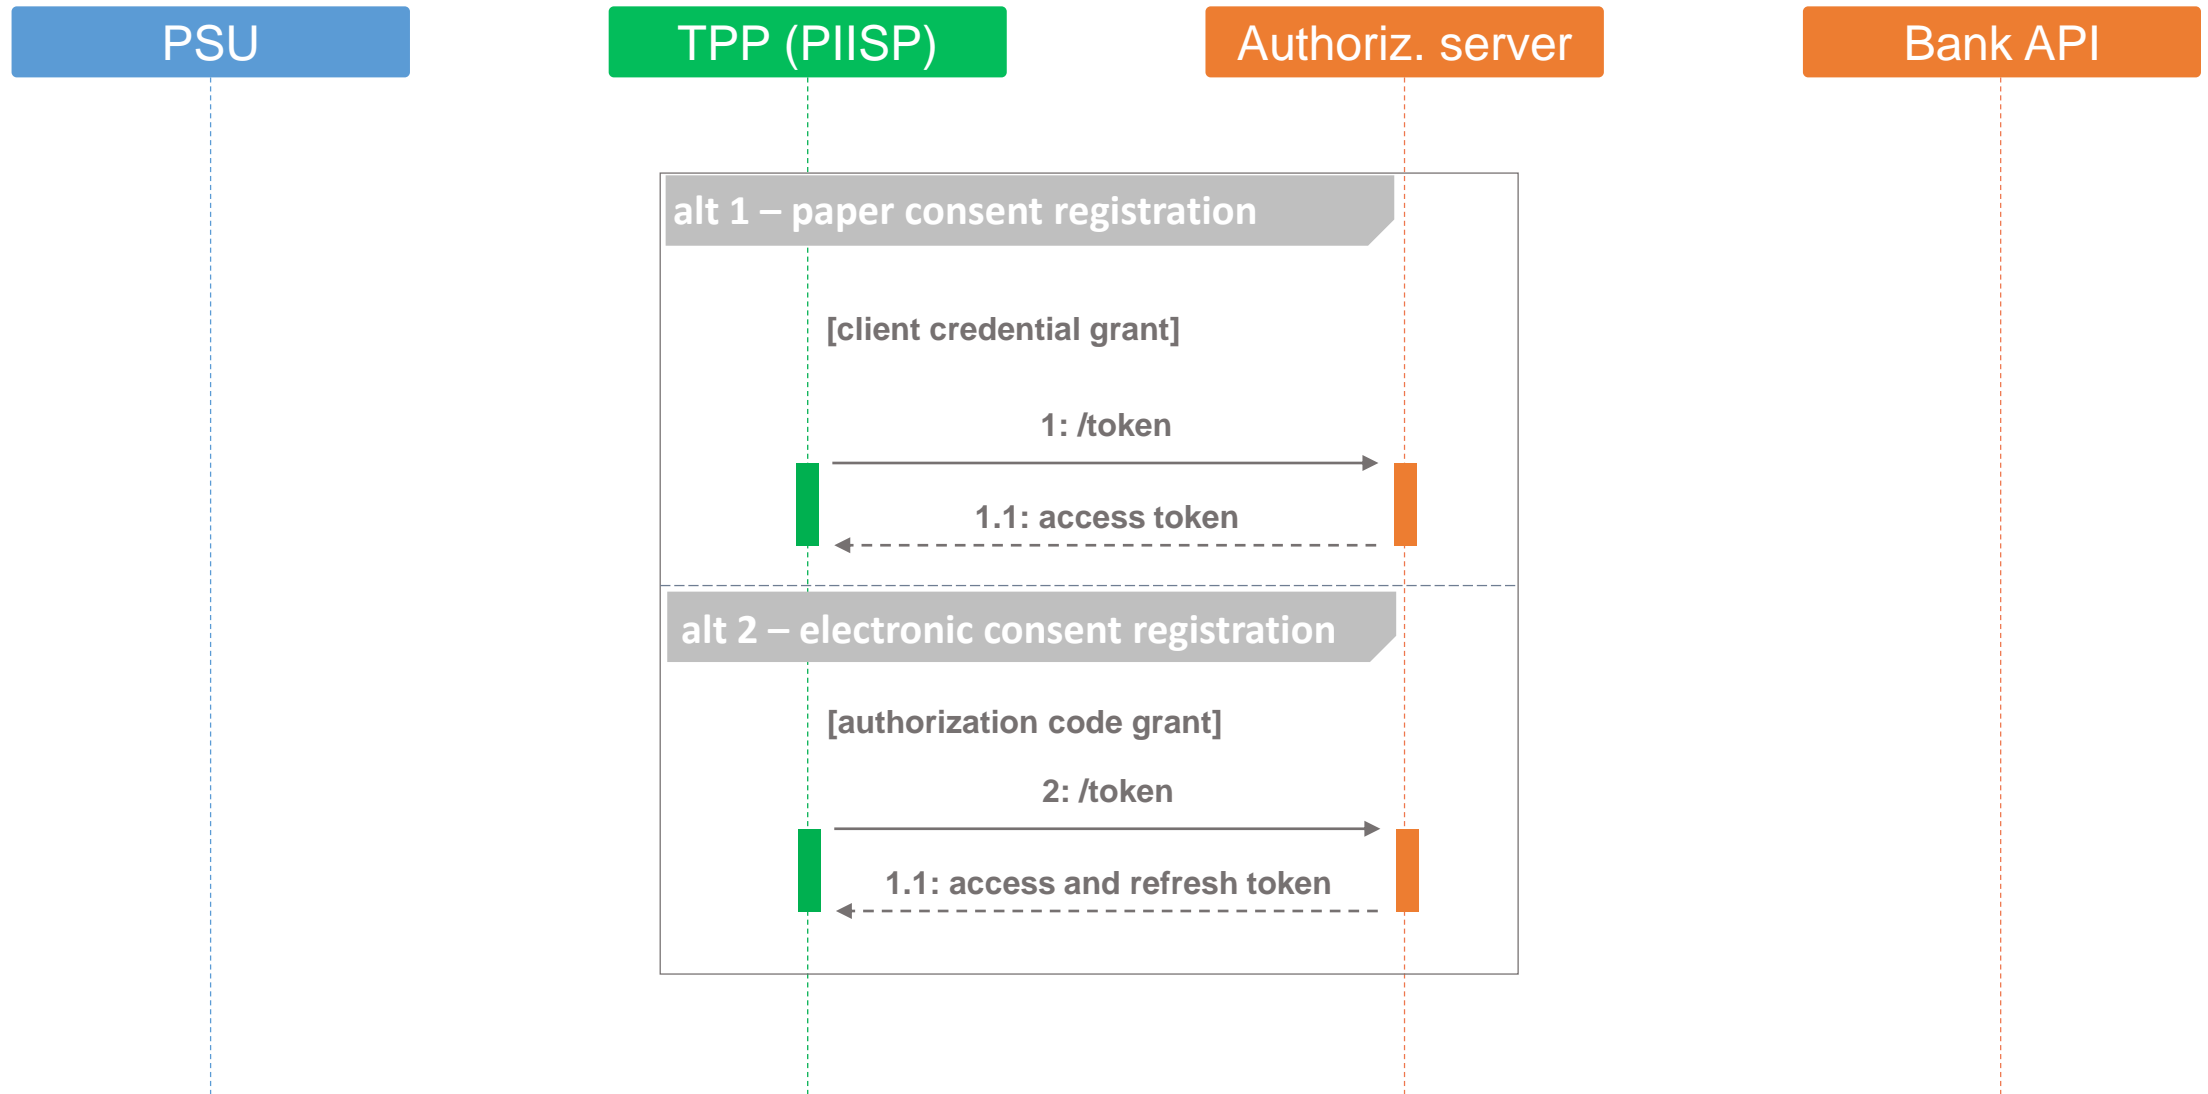 PSU
TPP (PIISP)
Authoriz. server
Bank API
alt 1 – paper consent registration
[client credential grant]
1: /token
1.1: access token
alt 2 – electronic consent registration
[authorization code grant]
2: /token
1.1: access and refresh token